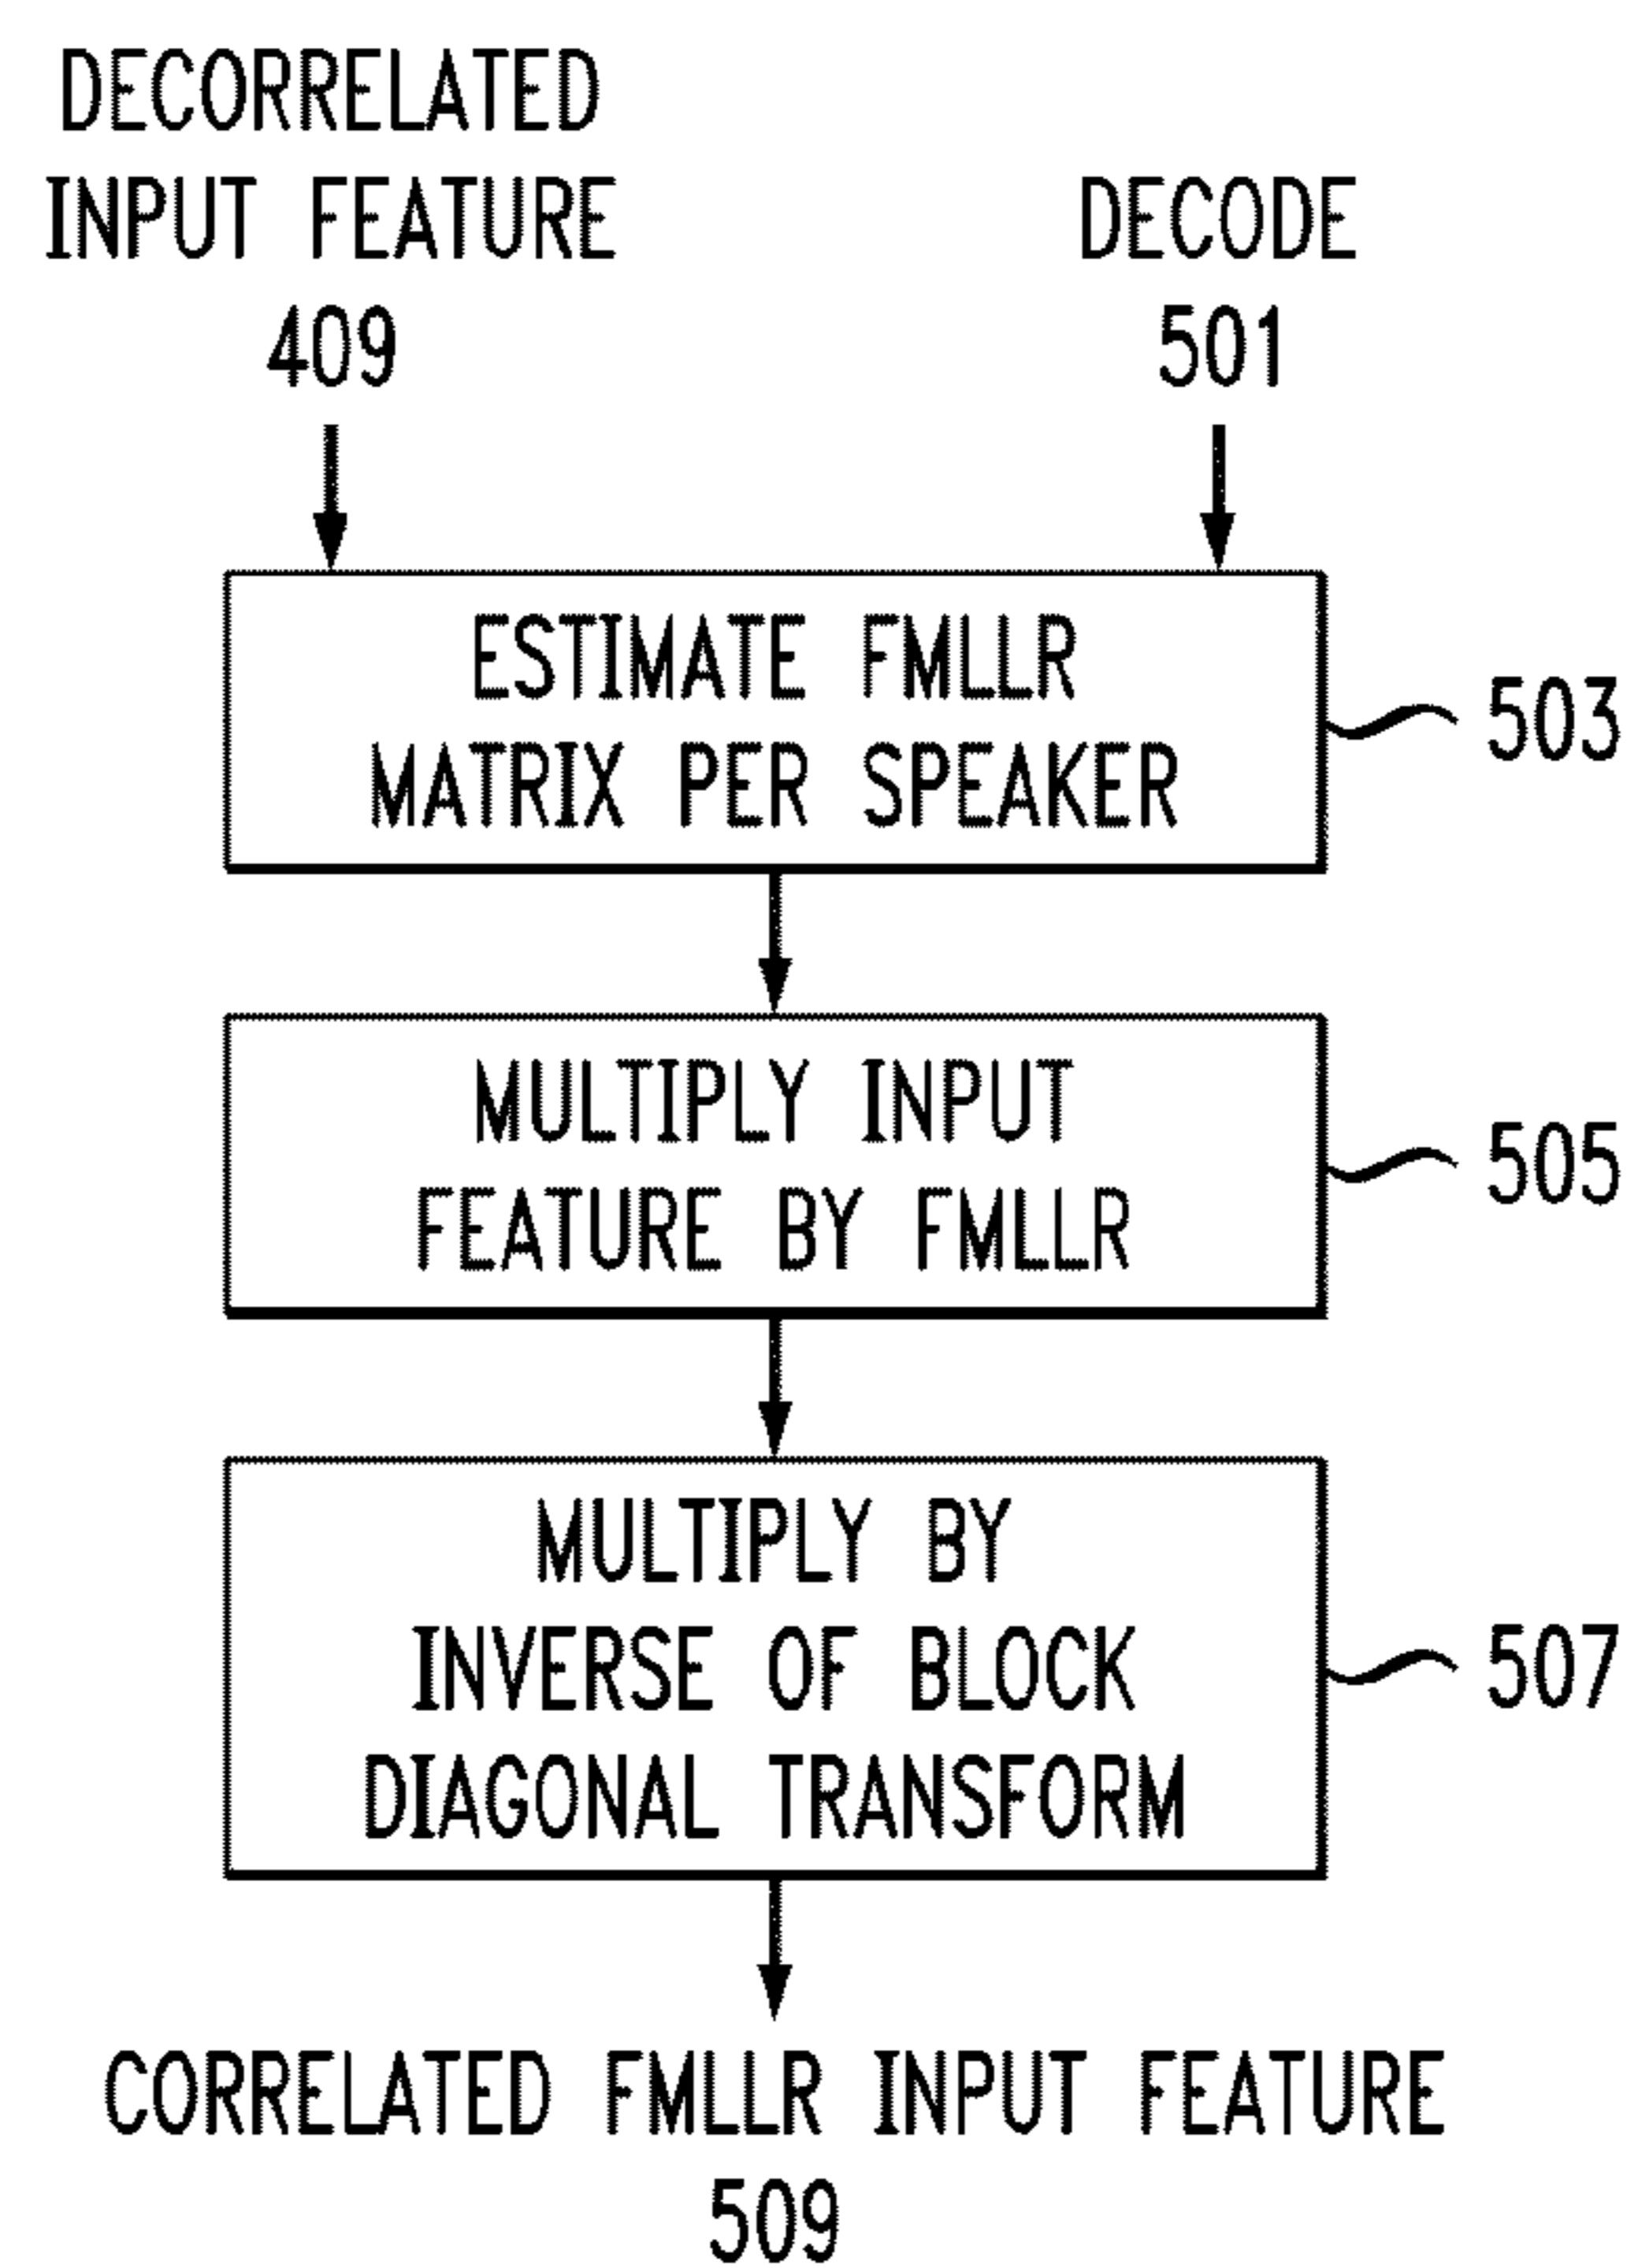 DECORRELATED
INPUT FEATURE
409
DECODE
501
ESTIMATE FMLLR
MATRIX PER SPEAKER
503
MULTIPLY INPUT
FEATURE BY FMLLR
505
MULTIPLY BY
INVERSE OF BLOCK
DIAGONAL TRANSFORM
507
CORRELATED FMLLR INPUT FEATURE
509